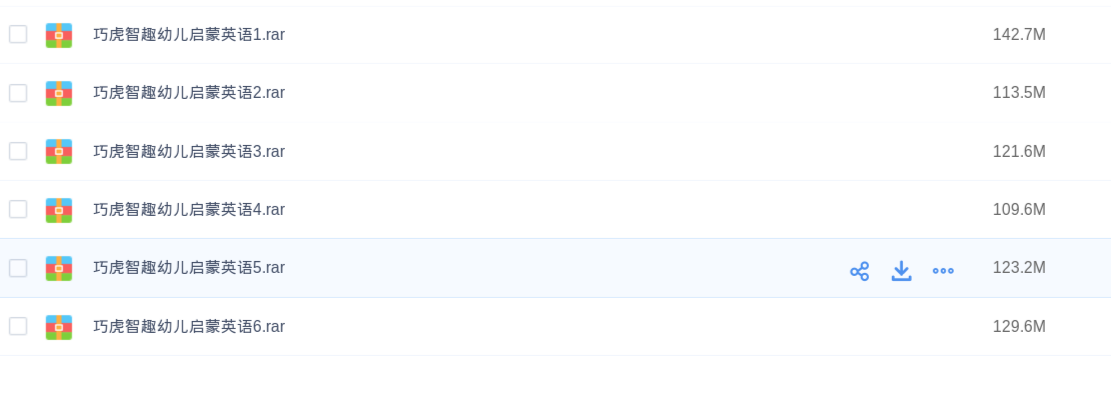 巧虎智趣幼儿启蒙英语1.rar 142.7M
巧虎智趣幼儿启蒙英语2.rar 113.5M
巧虎智趣幼儿启蒙英语3.rar 121.6M
巧虎智趣幼儿启蒙英语4.rar 109.6M
巧虎智趣幼儿启蒙英语5.rar 123.2M
巧虎智趣幼儿启蒙英语6.rar 129.6M